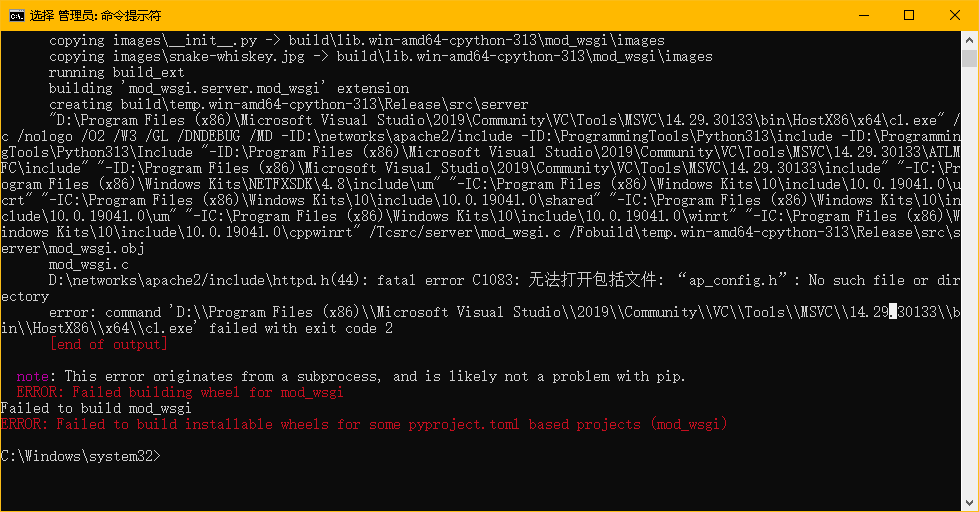 选择 管理员: 命令提示符
copying images\__init__.py -> build\lib.win-amd64-cpython-313\mod_wsgi\images
copying images\snake-whiskey.jpg -> build\lib.win-amd64-cpython-313\mod_wsgi\images
running build_ext
building 'mod_wsgi.server.mod_wsgi' extension
creating build\temp.win-amd64-cpython-313\Release\src\server
"D:\Program Files (x86)\Microsoft Visual Studio\2019\Community\VC\Tools\MSVC\14.29.30133\bin\HostX86\x64\cl.exe" /
c /nologo /O2 /W3 /GL /DNDEBUG /MD -ID:\networks\apache2/include -ID:\ProgrammingTools\Python313\include -ID:\Programmin
gTools\Python313\Include "-ID:\Program Files (x86)\Microsoft Visual Studio\2019\Community\VC\Tools\MSVC\14.29.30133\ATLM
FC\include" "-ID:\Program Files (x86)\Microsoft Visual Studio\2019\Community\VC\Tools\MSVC\14.29.30133\include" "-IC:\Pr
ogram Files (x86)\Windows Kits\NETFXSDK\4.8\include\um" "-IC:\Program Files (x86)\Windows Kits\10\include\10.0.19041.0\u
crt" "-IC:\Program Files (x86)\Windows Kits\10\include\10.0.19041.0\shared" "-IC:\Program Files (x86)\Windows Kits\10\in
clude\10.0.19041.0\um" "-IC:\Program Files (x86)\Windows Kits\10\include\10.0.19041.0\winrt" "-IC:\Program Files (x86)\W
indows Kits\10\include\10.0.19041.0\cppwinrt" /Tcsrc/server\mod_wsgi.c /Fobuild\temp.win-amd64-cpython-313\Release\src\s
erver\mod_wsgi.obj
mod_wsgi.c
D:\networks\apache2/include\httpd.h(44): fatal error C1083: 无法打开包括文件: “ap_config.h”: No such file or dir
ectory
error: command 'D:\\Program Files (x86)\\Microsoft Visual Studio\\2019\\Community\\VC\\Tools\\MSVC\\14.29.30133\\b
in\\HostX86\\x64\\cl.exe' failed with exit code 2
[end of output]
note: This error originates from a subprocess, and is likely not a problem with pip.
ERROR: Failed building wheel for mod_wsgi
Failed to build mod_wsgi
ERROR: Failed to build installable wheels for some pyproject.toml based projects (mod_wsgi)
C:\Windows\system32>